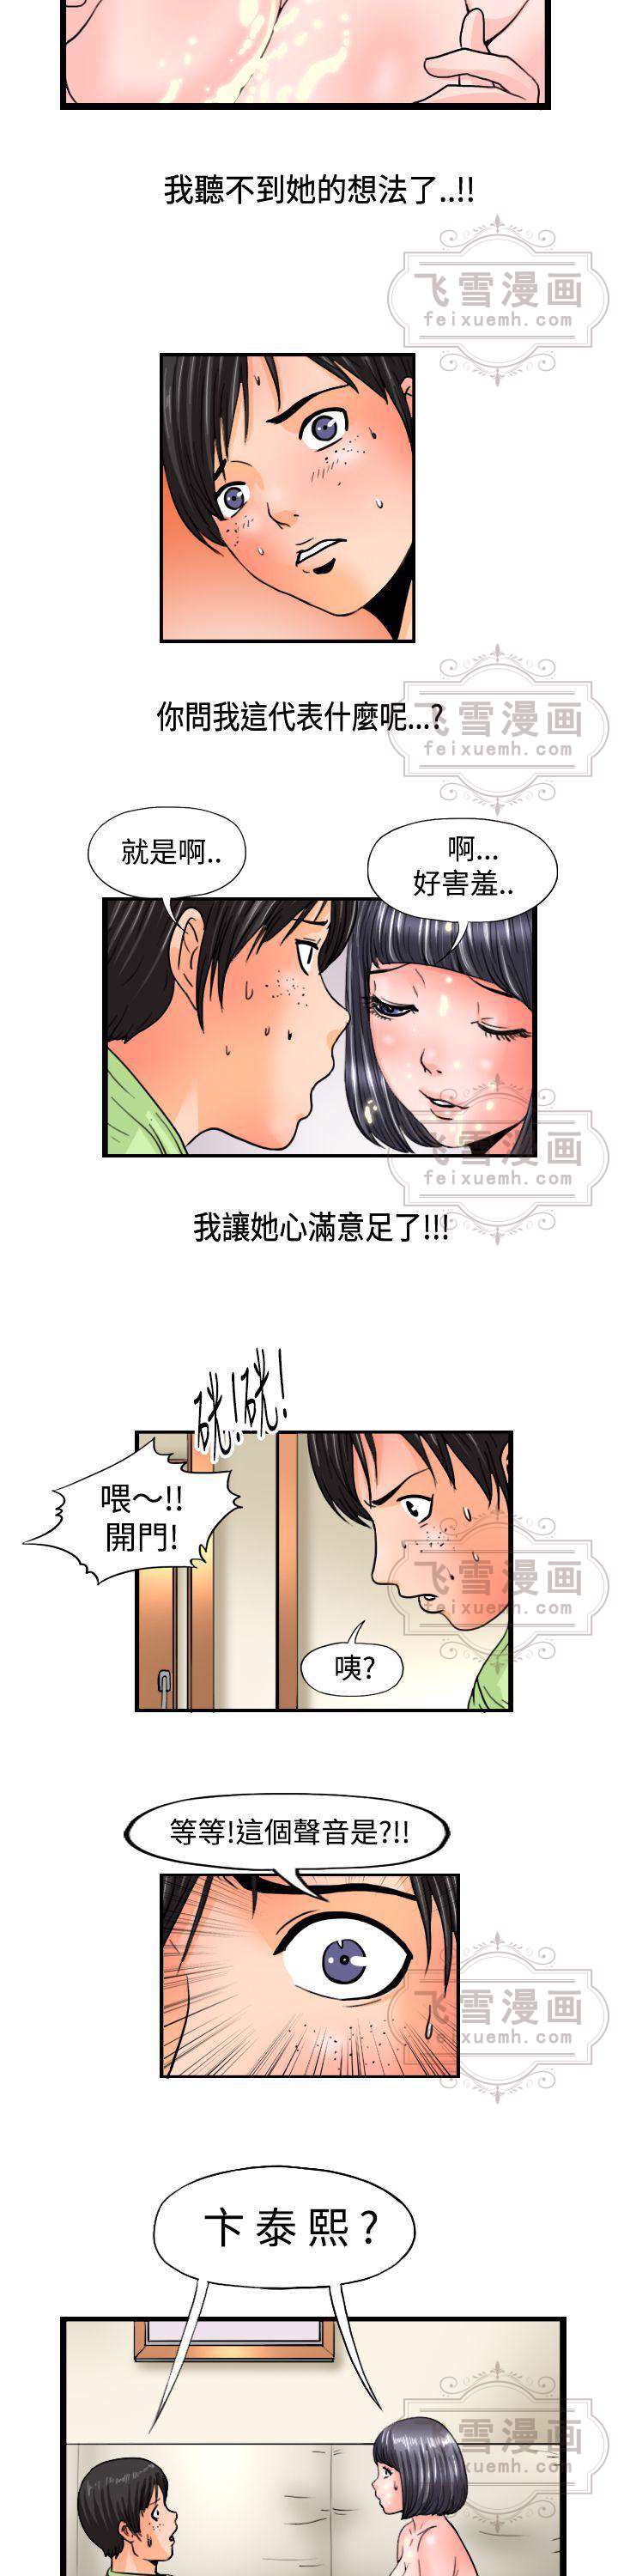 我聽不到她的想法了..!!
飞雪漫画
feixuemh.com
你問我這代表什麼呢...?
飞雪漫画
feixuemh.com
就是啊..
啊...
好害羞..
飞雪漫画
feixuemh.com
我讓她心滿意足了!!!
砊!砊!
喂～!!
開門!
飞雪漫画
feixuemh.com
咦?
等等!這個聲音是?!!
飞雪漫画
feixuemh.com
卞泰熙?
飞雪漫画
feixuemh.com